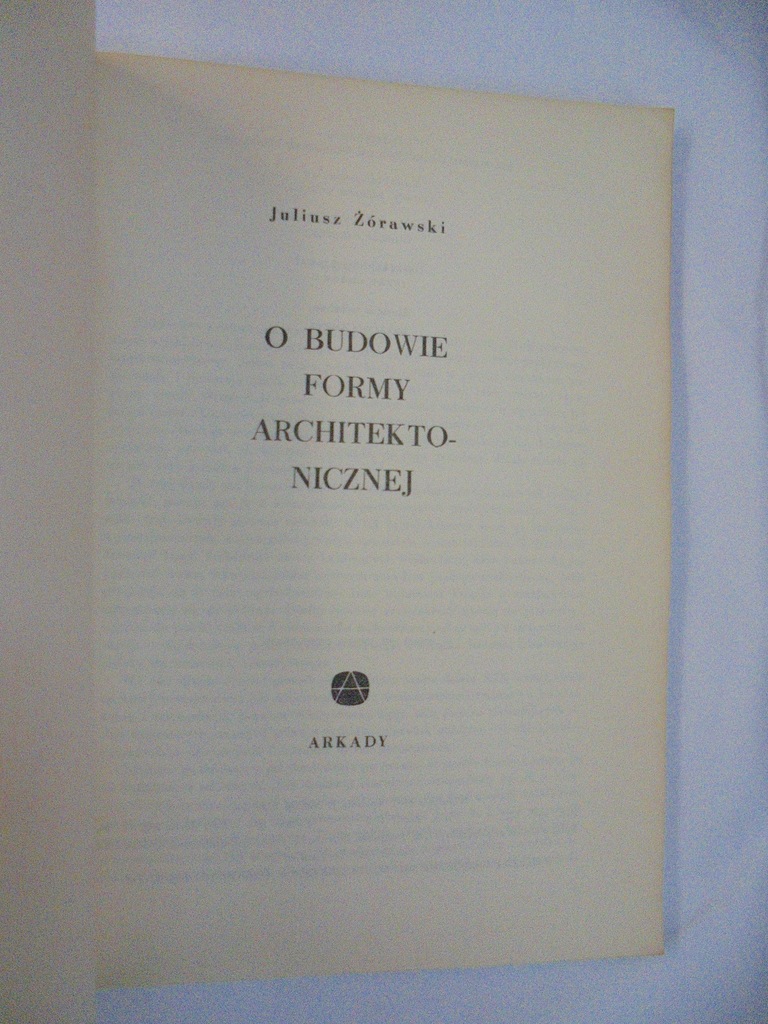 Juliusz Żórawski
O BUDOWIE
FORMY
ARCHITEKTO-
NICZNEJ
ARKADY